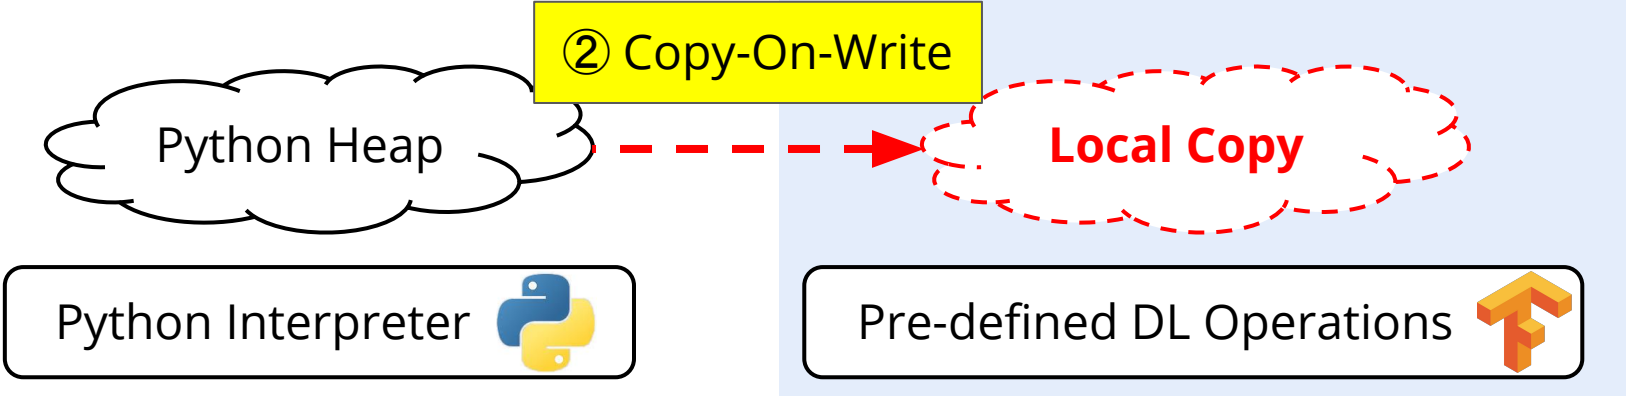 ② Copy-On-Write
Python Heap
Local Copy
Python Interpreter
Pre-defined DL Operations